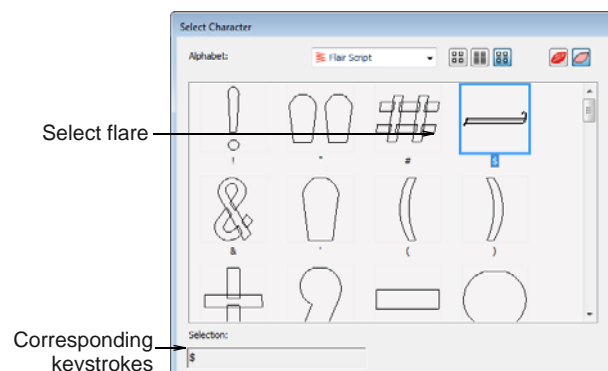 Select Character
Alphabet:
Flair Script
Select flare
! " # $
& ' ( )
Selection:
Corresponding
keystrokes
$